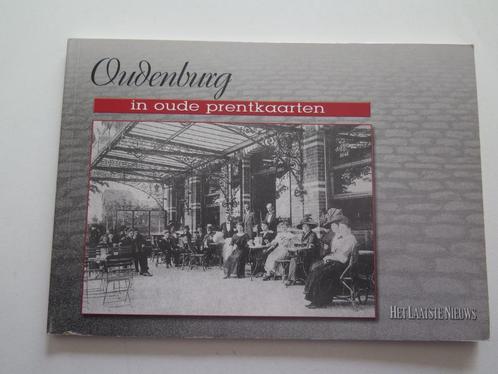 Oudenburg
in oude prentkaarten
HET LAATSTE NIEUWS